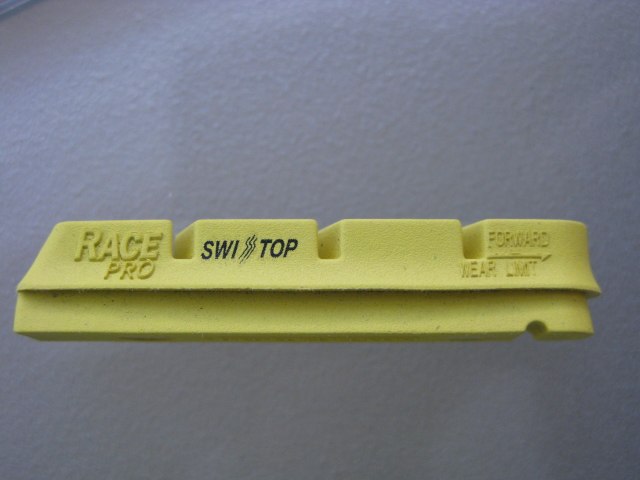 RACE
PRO
SWISSTOP
FORWARD
WEAR LIMIT